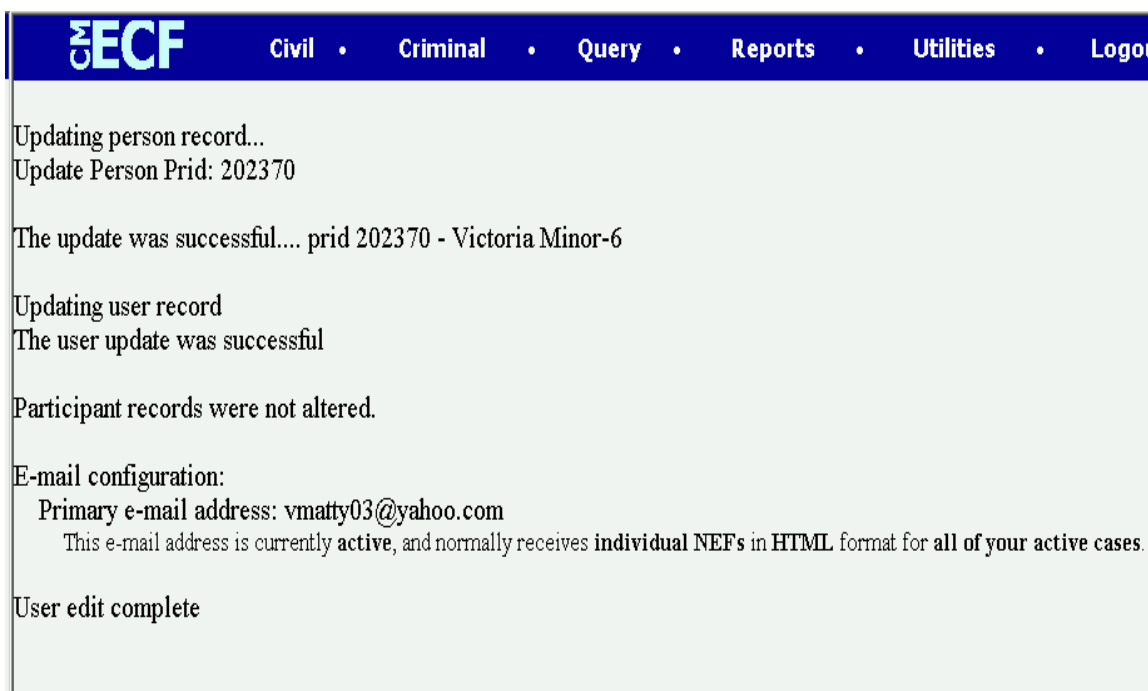 CM ECF Civil • Criminal • Query • Reports • Utilities • Logou
Updating person record...
Update Person Prid: 202370
The update was successful.... prid 202370 - Victoria Minor-6
Updating user record
The user update was successful
Participant records were not altered.
E-mail configuration:
Primary e-mail address: vmatty03@yahoo.com
This e-mail address is currently active, and normally receives individual NEFs in HTML format for all of your active cases.
User edit complete